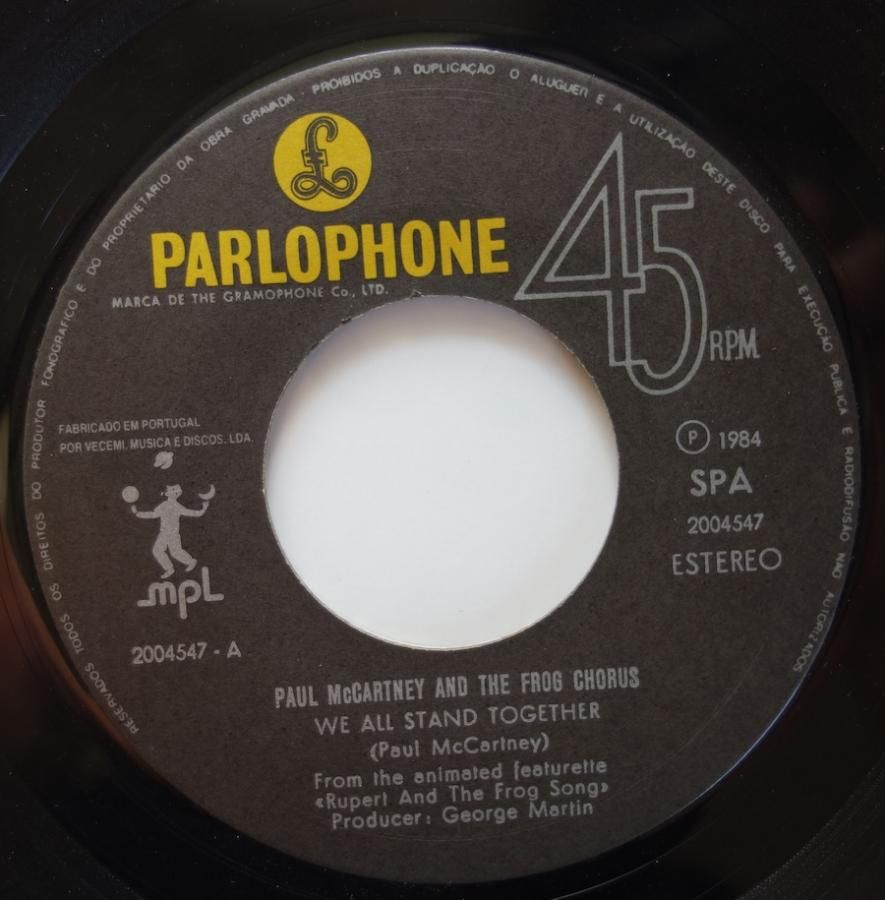 RESERVADOS TODOS OS DIREITOS DO PRODUTOR FONOGRAFICO E DO PROPRIETARIO DA OBRA GRAVADA · PROIBIDOS A DUPLICAÇÃO O ALUGUER E A UTILIZAÇÃO DESTE DISCO PARA EXECUÇÃO PUBLICA E RADIODIFUSÃO NÃO AUTORIZADOS
£
PARLOPHONE
MARCA DE THE GRAMOPHONE Co., LTD.
45 RPM
FABRICADO EM PORTUGAL
POR VECEMI, MUSICA E DISCOS, LDA.
mpL
2004547 - A
℗ 1984
SPA
2004547
ESTEREO
PAUL McCARTNEY AND THE FROG CHORUS
WE ALL STAND TOGETHER
(Paul McCartney)
From the animated featurette
«Rupert And The Frog Song»
Producer: George Martin